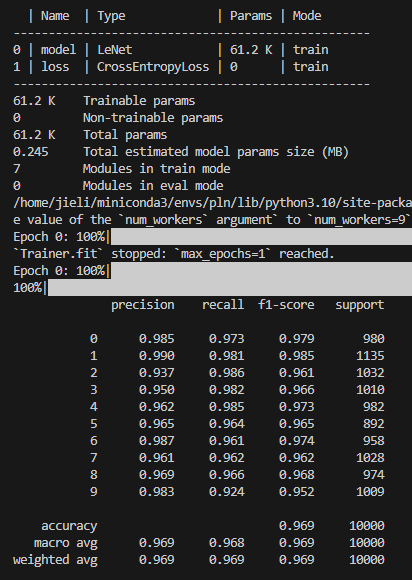 | Name | Type | Params | Mode
---------------------------------------------------
0 | model | LeNet | 61.2 K | train
1 | loss | CrossEntropyLoss | 0 | train
---------------------------------------------------
61.2 K Trainable params
0 Non-trainable params
61.2 K Total params
0.245 Total estimated model params size (MB)
7 Modules in train mode
0 Modules in eval mode
/home/jieli/miniconda3/envs/pln/lib/python3.10/site-packa
e value of the `num_workers` argument` to `num_workers=9`
Epoch 0: 100%|
`Trainer.fit` stopped: `max_epochs=1` reached.
Epoch 0: 100%|
100%|
precision recall f1-score support
0 0.985 0.973 0.979 980
1 0.990 0.981 0.985 1135
2 0.937 0.986 0.961 1032
3 0.950 0.982 0.966 1010
4 0.962 0.985 0.973 982
5 0.965 0.964 0.965 892
6 0.987 0.961 0.974 958
7 0.961 0.962 0.962 1028
8 0.969 0.966 0.968 974
9 0.983 0.924 0.952 1009
accuracy 0.969 10000
macro avg 0.969 0.968 0.969 10000
weighted avg 0.969 0.969 0.969 10000